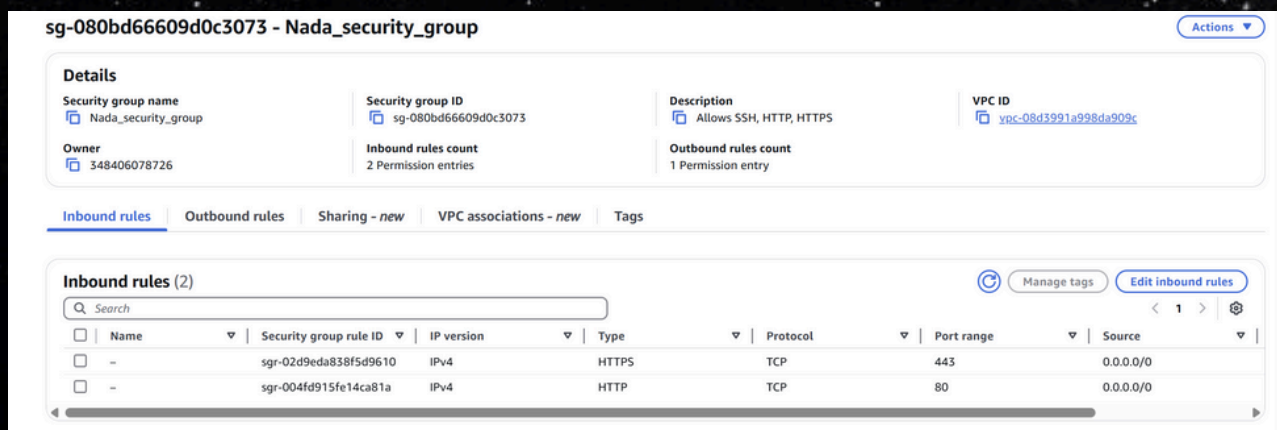 sg-080bd66609d0c3073 - Nada_security_group
Actions
Details
Security group name
Nada_security_group
Security group ID
sg-080bd66609d0c3073
Description
Allows SSH, HTTP, HTTPS
VPC ID
vpc-08d3991a998da909c
Owner
348406078726
Inbound rules count
2 Permission entries
Outbound rules count
1 Permission entry
Inbound rules Outbound rules Sharing - new VPC associations - new Tags
Inbound rules (2)
Manage tags Edit inbound rules
Search
1
Name Security group rule ID IP version Type Protocol Port range Source
– sgr-02d9eda838f5d9610 IPv4 HTTPS TCP 443 0.0.0.0/0
– sgr-004fd915fe14ca81a IPv4 HTTP TCP 80 0.0.0.0/0